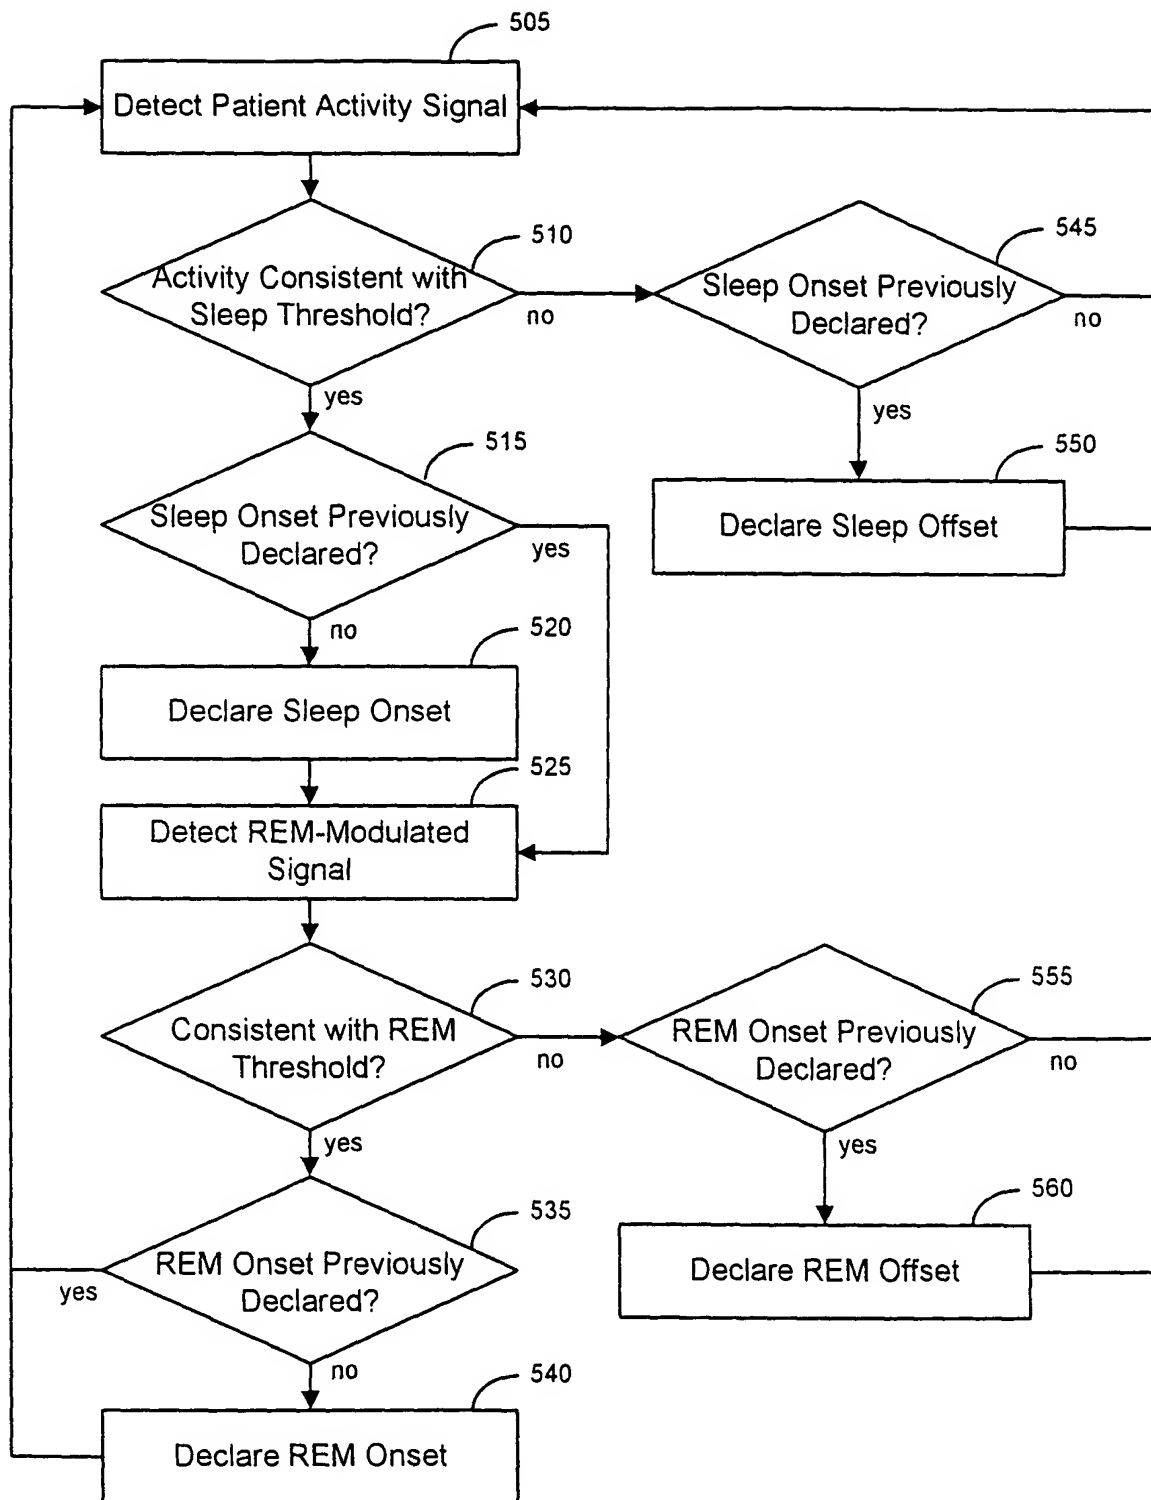 505
Detect Patient Activity Signal
510
Activity Consistent with
Sleep Threshold?
no
yes
545
Sleep Onset Previously
Declared?
no
yes
550
Declare Sleep Offset
515
Sleep Onset Previously
Declared?
yes
no
520
Declare Sleep Onset
525
Detect REM-Modulated
Signal
530
Consistent with REM
Threshold?
no
yes
555
REM Onset Previously
Declared?
no
yes
560
Declare REM Offset
535
REM Onset Previously
Declared?
yes
no
540
Declare REM Onset